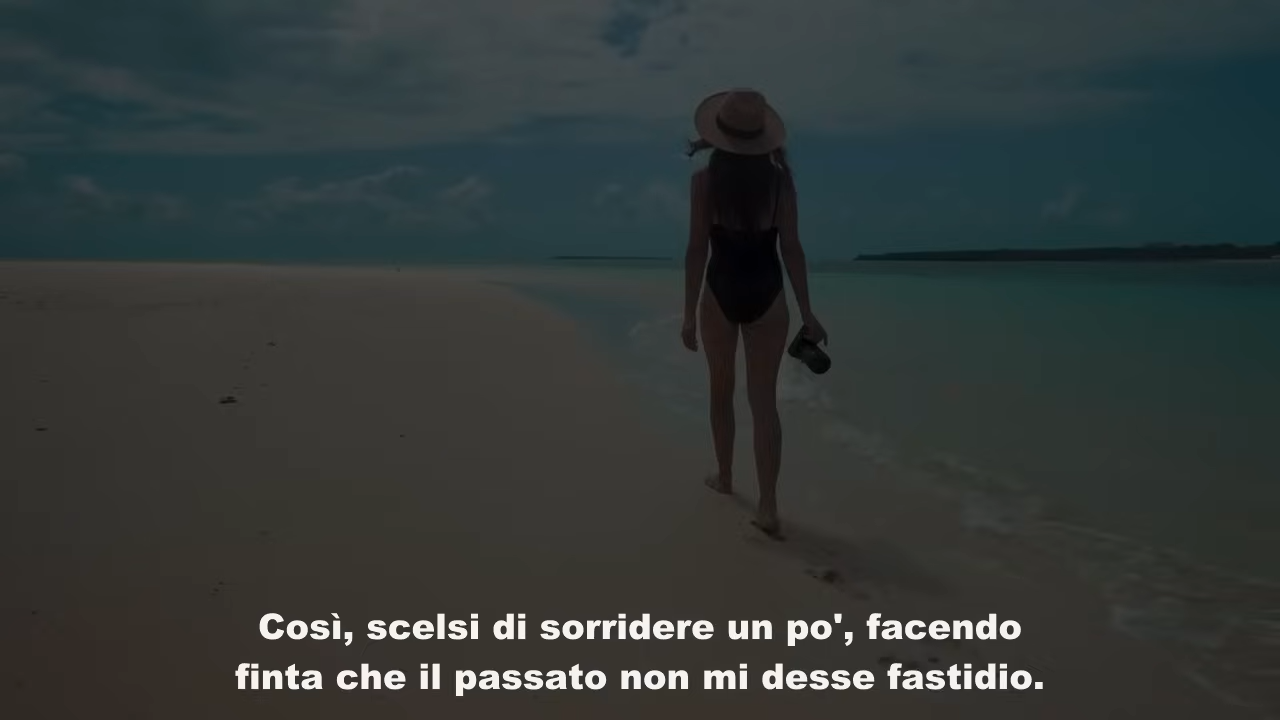 Così, scelsi di sorridere un po', facendo
finta che il passato non mi desse fastidio.